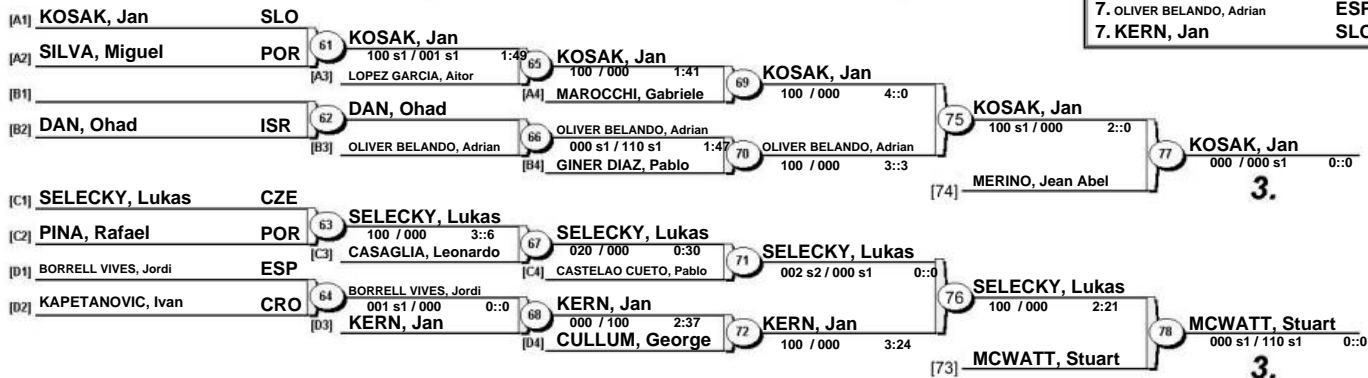 7. OLIVER BELANDO, Adrian ESP
7. KERN, Jan SLO
[A1] KOSAK, Jan SLO
[A2] SILVA, Miguel POR
61
KOSAK, Jan
100 s1 / 001 s1 1:49
[A3] LOPEZ GARCIA, Aitor
65
KOSAK, Jan
100 / 000 1:41
[A4] MAROCCHI, Gabriele
69
KOSAK, Jan
100 / 000 4::0
[B1]
[B2] DAN, Ohad ISR
62
DAN, Ohad
[B3] OLIVER BELANDO, Adrian
66
OLIVER BELANDO, Adrian
000 s1 / 110 s1 1:47
[B4] GINER DIAZ, Pablo
70
OLIVER BELANDO, Adrian
100 / 000 3::3
75
KOSAK, Jan
100 s1 / 000 2::0
[74] MERINO, Jean Abel
77
KOSAK, Jan
000 / 000 s1 0::0
3.
[C1] SELECKY, Lukas CZE
[C2] PINA, Rafael POR
63
SELECKY, Lukas
100 / 000 3::6
[C3] CASAGLIA, Leonardo
67
SELECKY, Lukas
020 / 000 0:30
[C4] CASTELAO CUETO, Pablo
71
SELECKY, Lukas
002 s2 / 000 s1 0::0
[D1] BORRELL VIVES, Jordi ESP
[D2] KAPETANOVIC, Ivan CRO
64
BORRELL VIVES, Jordi
001 s1 / 000 0::0
[D3] KERN, Jan
68
KERN, Jan
000 / 100 2:37
[D4] CULLUM, George
72
KERN, Jan
100 / 000 3:24
76
SELECKY, Lukas
100 / 000 2:21
[73] MCWATT, Stuart
78
MCWATT, Stuart
000 s1 / 110 s1 0::0
3.